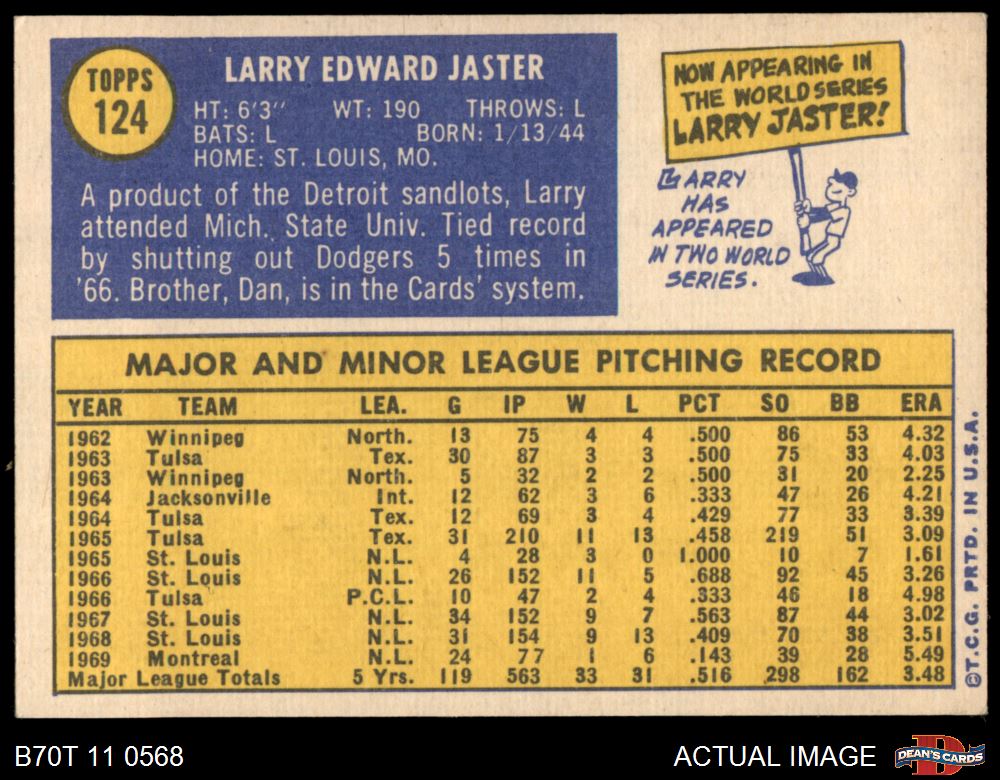 TOPPS
124
LARRY EDWARD JASTER
HT: 6'3" WT: 190 THROWS: L
BATS: L BORN: 1/13/44
HOME: ST. LOUIS, MO.
A product of the Detroit sandlots, Larry
attended Mich. State Univ. Tied record
by shutting out Dodgers 5 times in
'66. Brother, Dan, is in the Cards' system.
NOW APPEARING IN
THE WORLD SERIES
LARRY JASTER!
LARRY
HAS
APPEARED
IN TWO WORLD
SERIES.
MAJOR AND MINOR LEAGUE PITCHING RECORD
YEAR TEAM LEA. G IP W L PCT SO BB ERA
1962 Winnipeg North. 13 75 4 4 .500 86 53 4.32
1963 Tulsa Tex. 30 87 3 3 .500 75 33 4.03
1963 Winnipeg North. 5 32 2 2 .500 31 20 2.25
1964 Jacksonville Int. 12 62 3 6 .333 47 26 4.21
1964 Tulsa Tex. 12 69 3 4 .429 77 33 3.39
1965 Tulsa Tex. 31 210 11 13 .458 219 51 3.09
1965 St. Louis N.L. 4 28 3 0 1.000 10 7 1.61
1966 St. Louis N.L. 26 152 11 5 .688 92 45 3.26
1966 Tulsa P.C.L. 10 47 2 4 .333 46 18 4.98
1967 St. Louis N.L. 34 152 9 7 .563 87 44 3.02
1968 St. Louis N.L. 31 154 9 13 .409 70 38 3.51
1969 Montreal N.L. 24 77 1 6 .143 39 28 5.49
Major League Totals 5 Yrs. 119 563 33 31 .516 298 162 3.48
©T.C.G. PRTD. IN U.S.A.
B70T 11 0568
ACTUAL IMAGE
DEAN'S CARDS